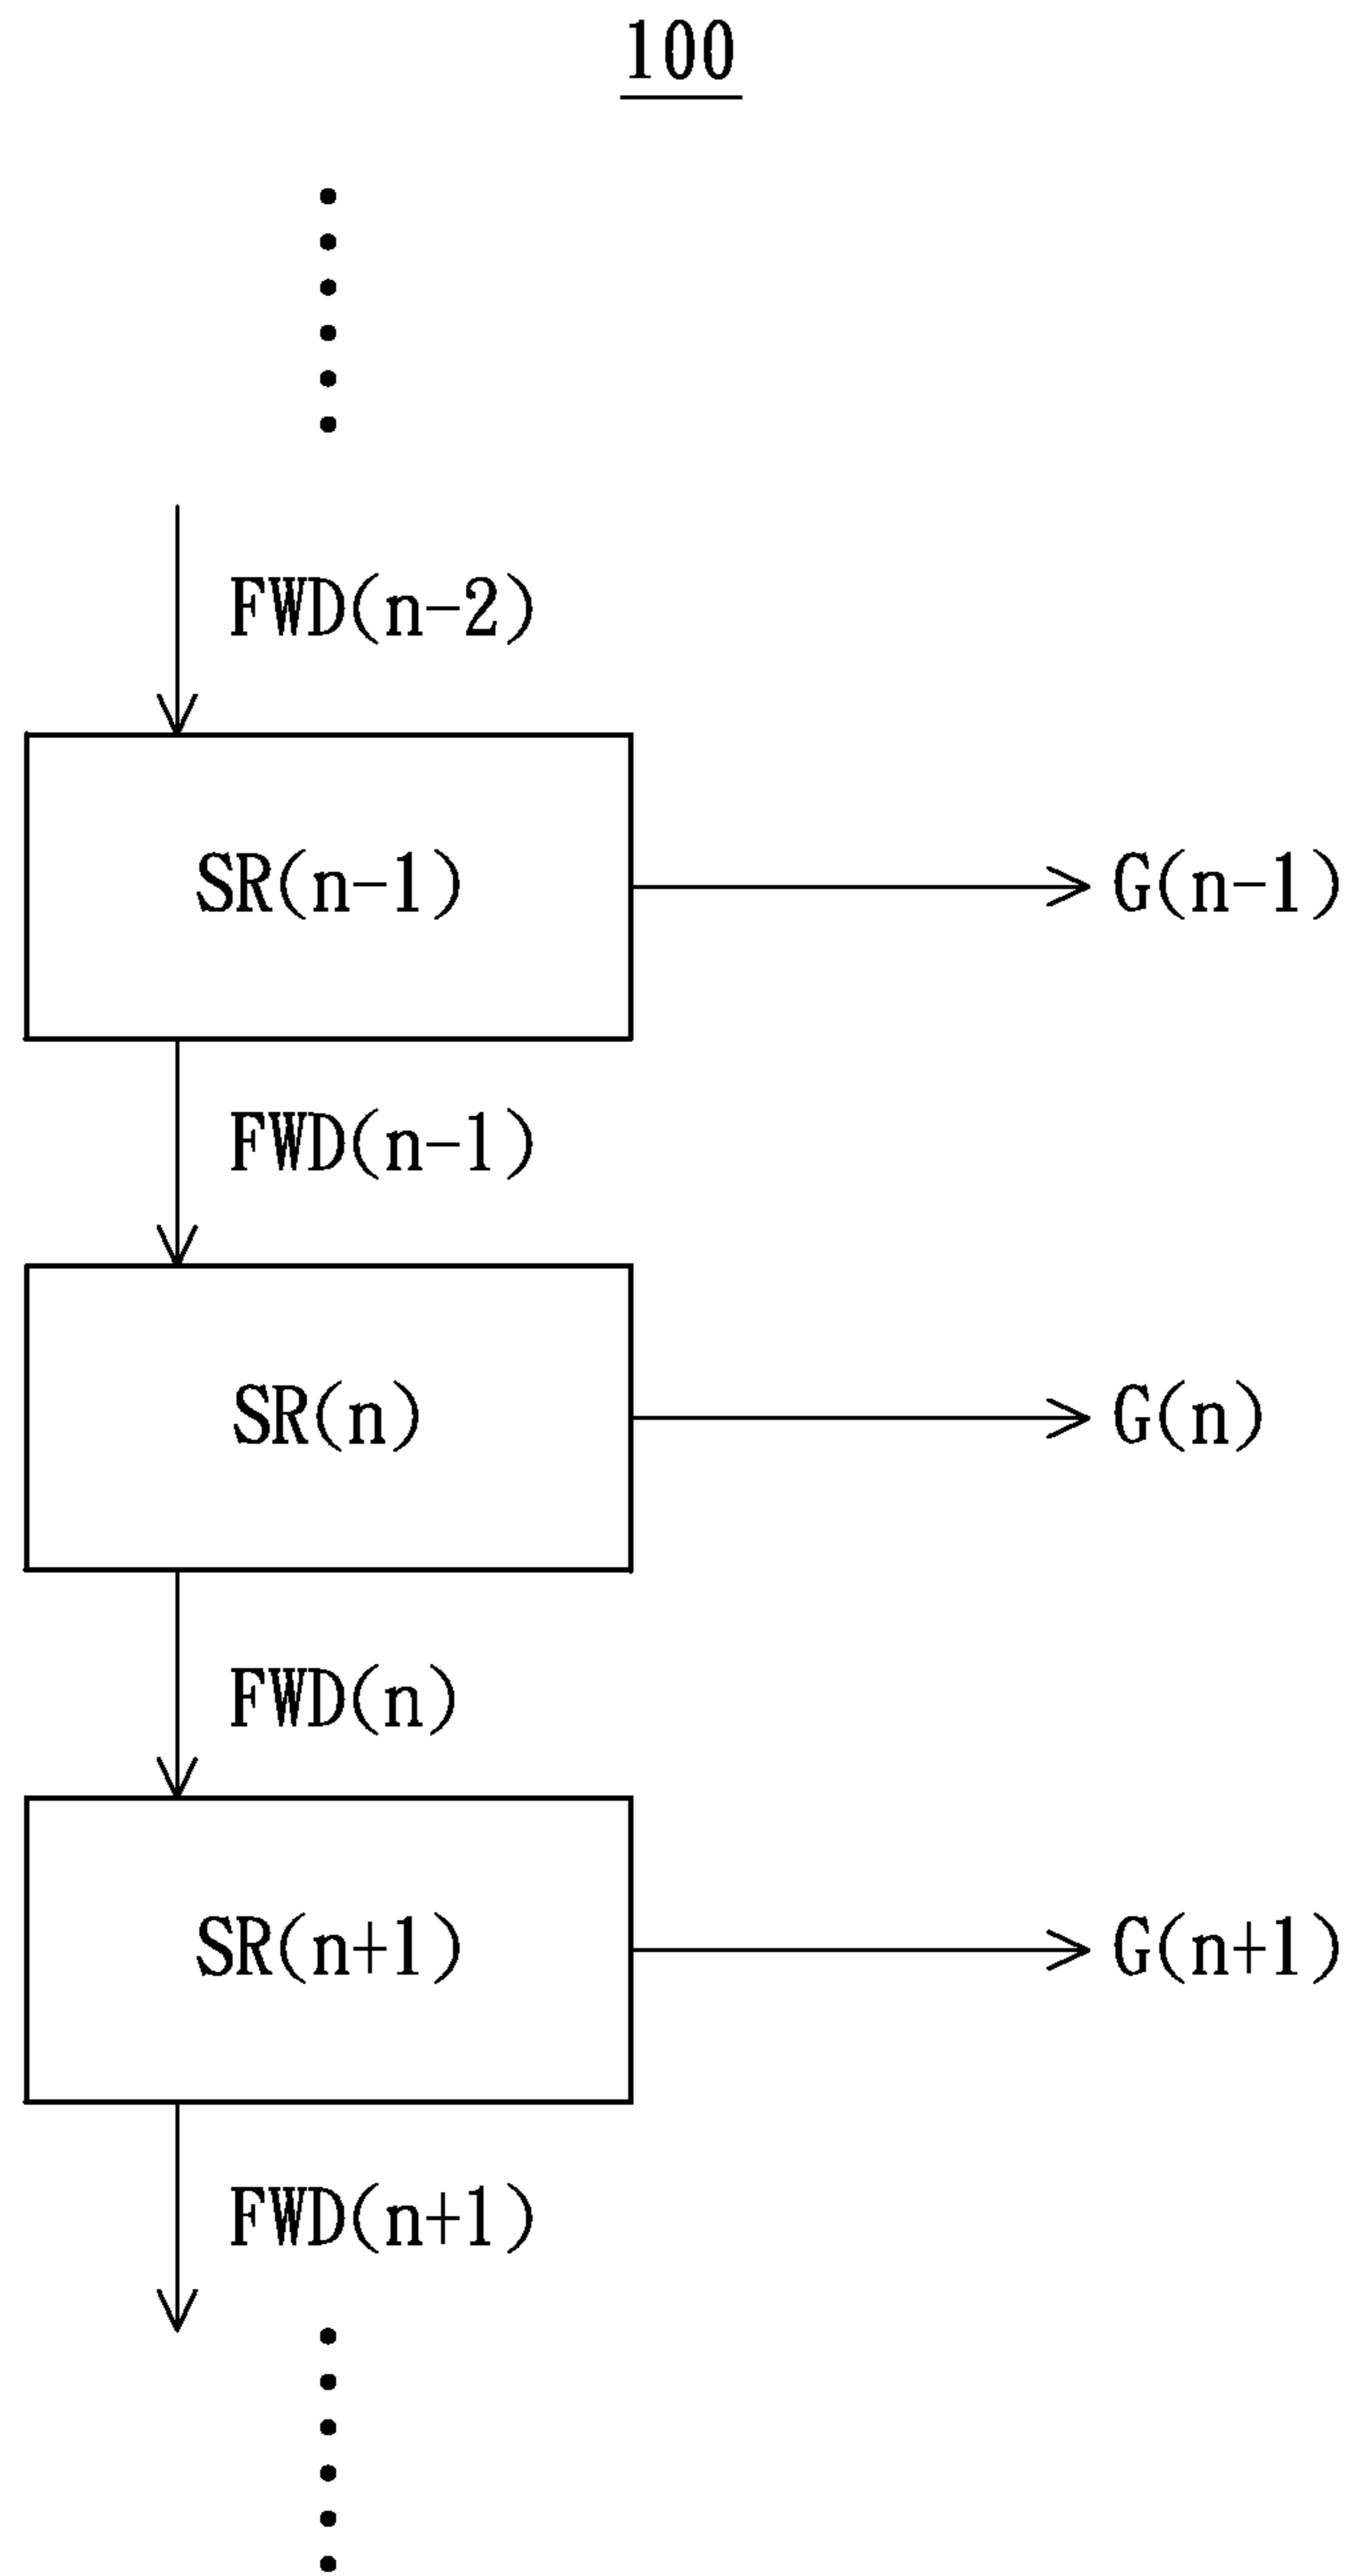 100
FWD(n-2)
SR(n-1)
G(n-1)
FWD(n-1)
SR(n)
G(n)
FWD(n)
SR(n+1)
G(n+1)
FWD(n+1)